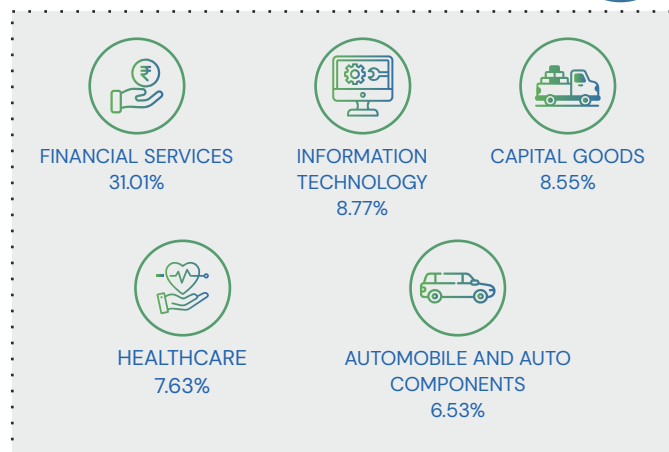 ₹
FINANCIAL SERVICES
31.01%
INFORMATION
TECHNOLOGY
8.77%
CAPITAL GOODS
8.55%
HEALTHCARE
7.63%
AUTOMOBILE AND AUTO
COMPONENTS
6.53%